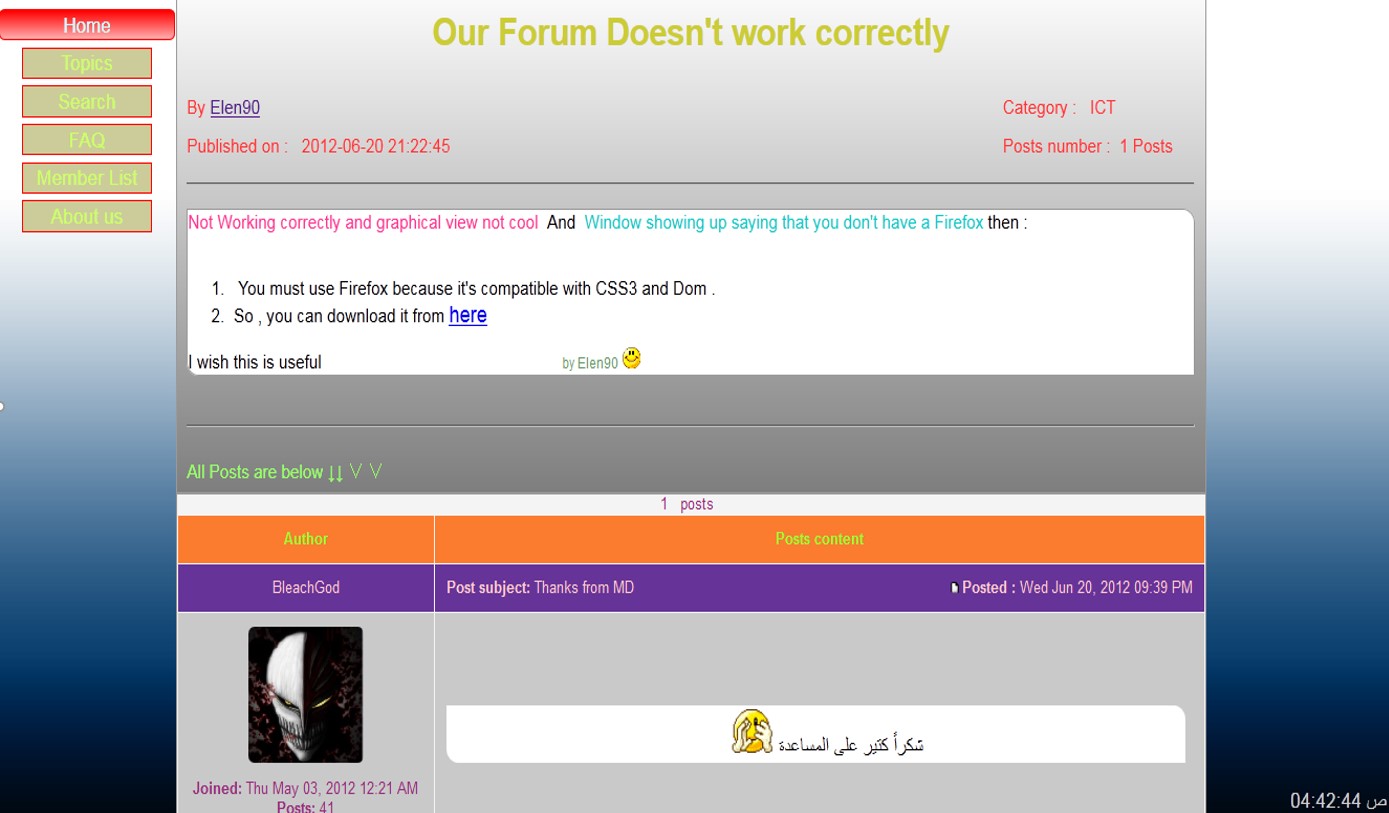 Home
Topics
Search
FAQ
Member List
About us
Our Forum Doesn't work correctly
By Elen90
Category : ICT
Published on : 2012-06-20 21:22:45
Posts number : 1 Posts
Not Working correctly and graphical view not cool And Window showing up saying that you don't have a Firefox then :
1. You must use Firefox because it's compatible with CSS3 and Dom .
2. So , you can download it from here
I wish this is useful by Elen90
All Posts are below ↓↓ \/ \/
1 posts
Author Posts content
BleachGod Post subject: Thanks from MD Posted : Wed Jun 20, 2012 09:39 PM
شكراً كتير على المساعدة
Joined: Thu May 03, 2012 12:21 AM
Posts: 41
04:42:44 ص